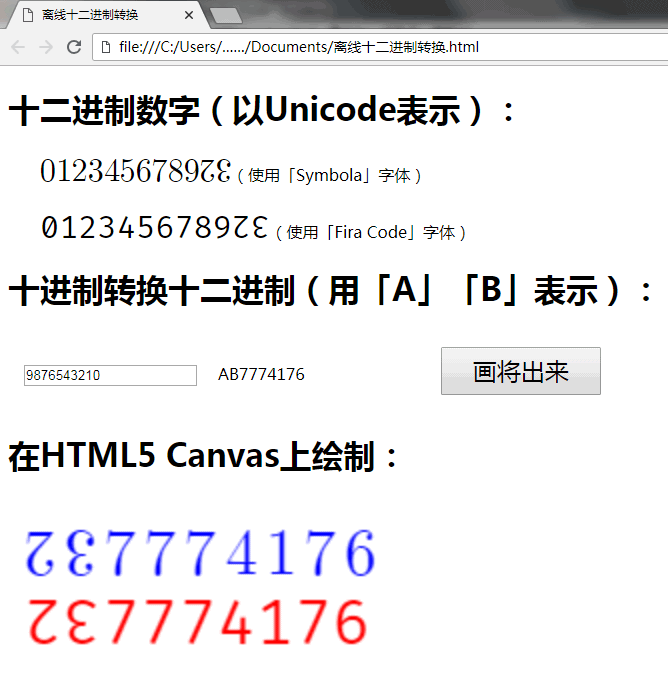 离线十二进制转换
file:///C:/Users/....../Documents/离线十二进制转换.html
十二进制数字（以Unicode表示）：
0123456789↊↋（使用「Symbola」字体）
0123456789↊↋（使用「Fira Code」字体）
十进制转换十二进制（用「A」「B」表示）：
9876543210 AB7774176 画将出来
在HTML5 Canvas上绘制：
↊↋7774176
↊↋7774176